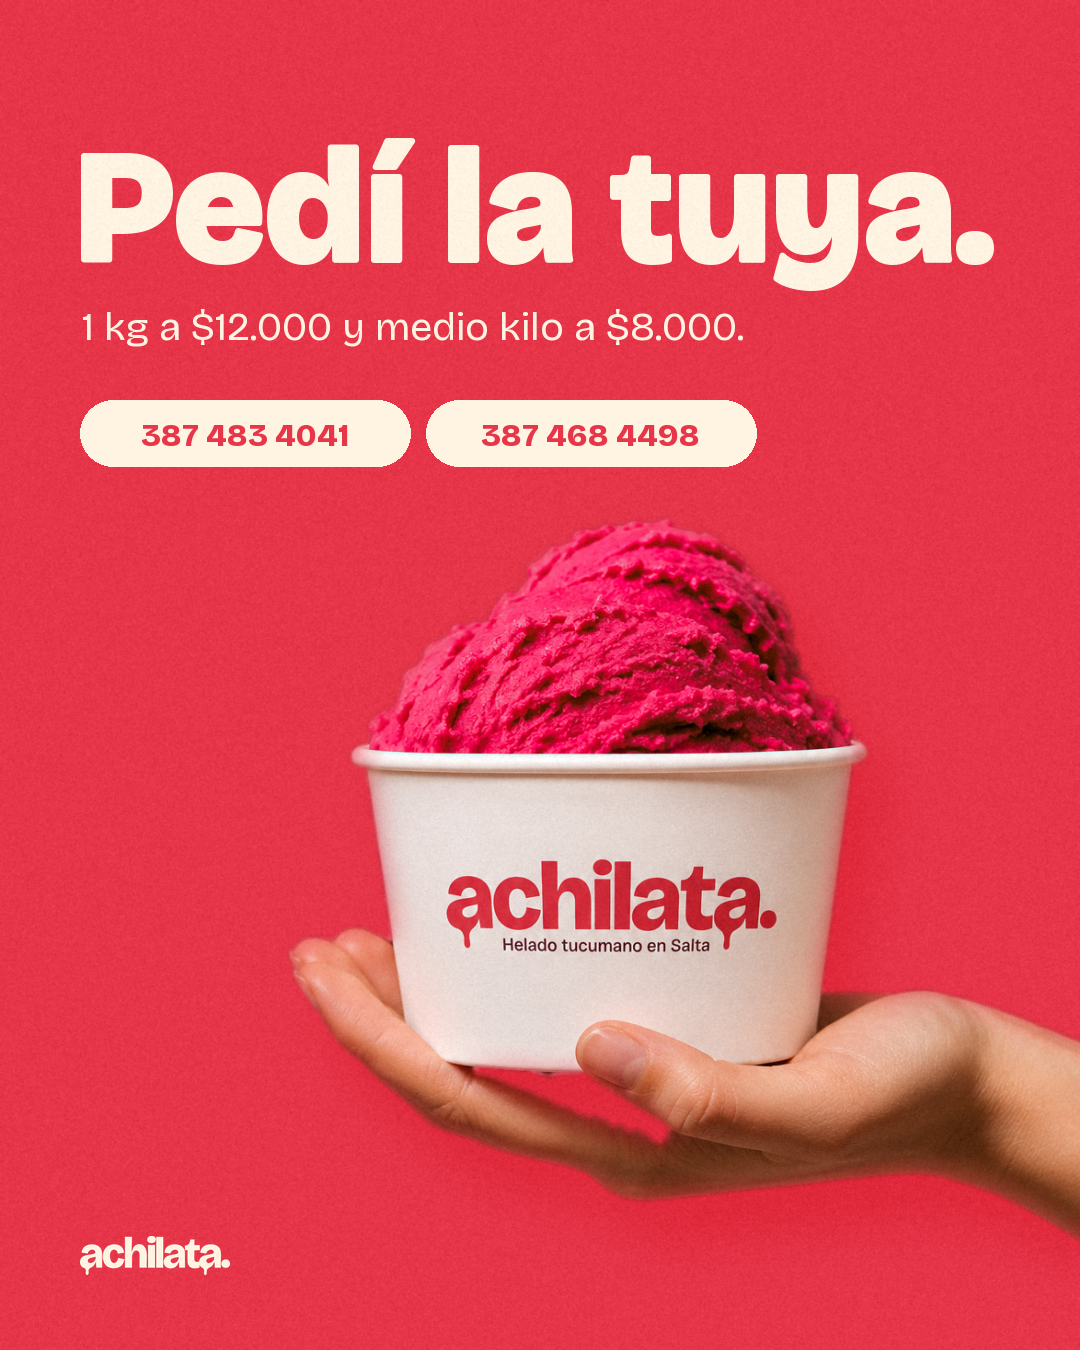 Pedí la tuya.
1 kg a $12.000 y medio kilo a $8.000.
387 483 4041
387 468 4498
achilata.
Helado tucumano en Salta
achilata.